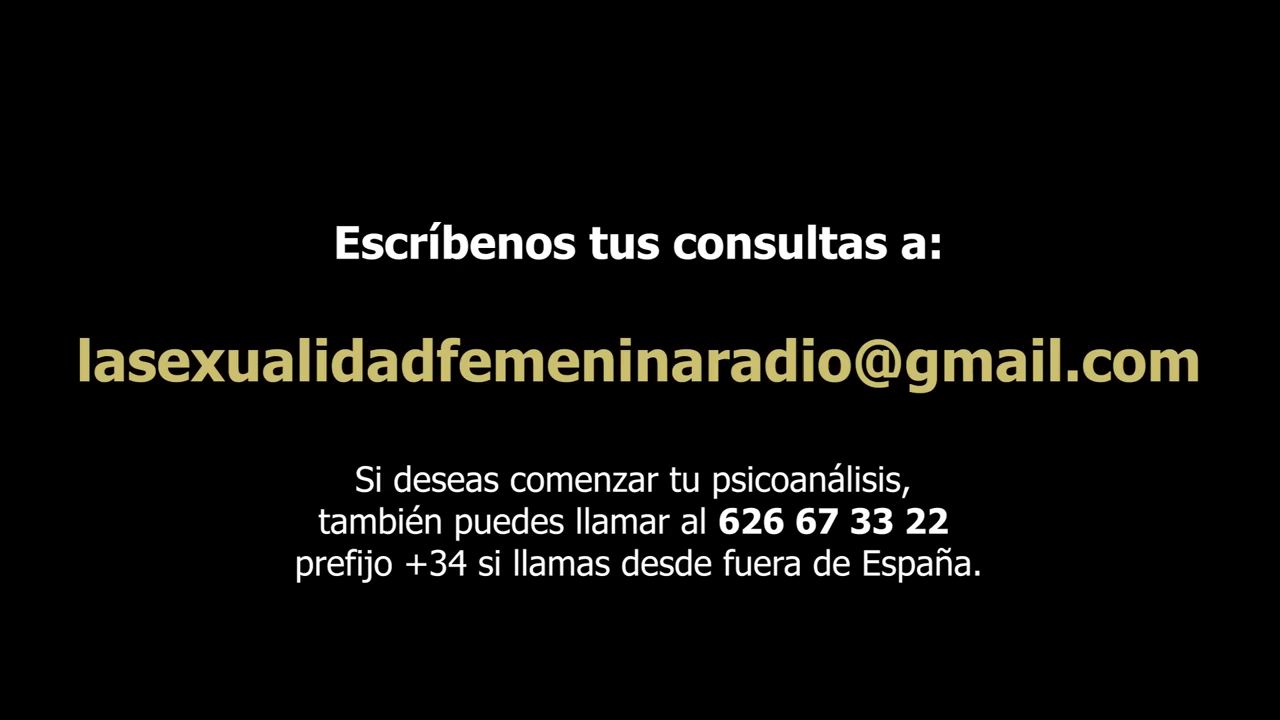 Escríbenos tus consultas a:
lasexualidadfemeninaradio@gmail.com
Si deseas comenzar tu psicoanálisis,
también puedes llamar al 626 67 33 22
prefijo +34 si llamas desde fuera de España.